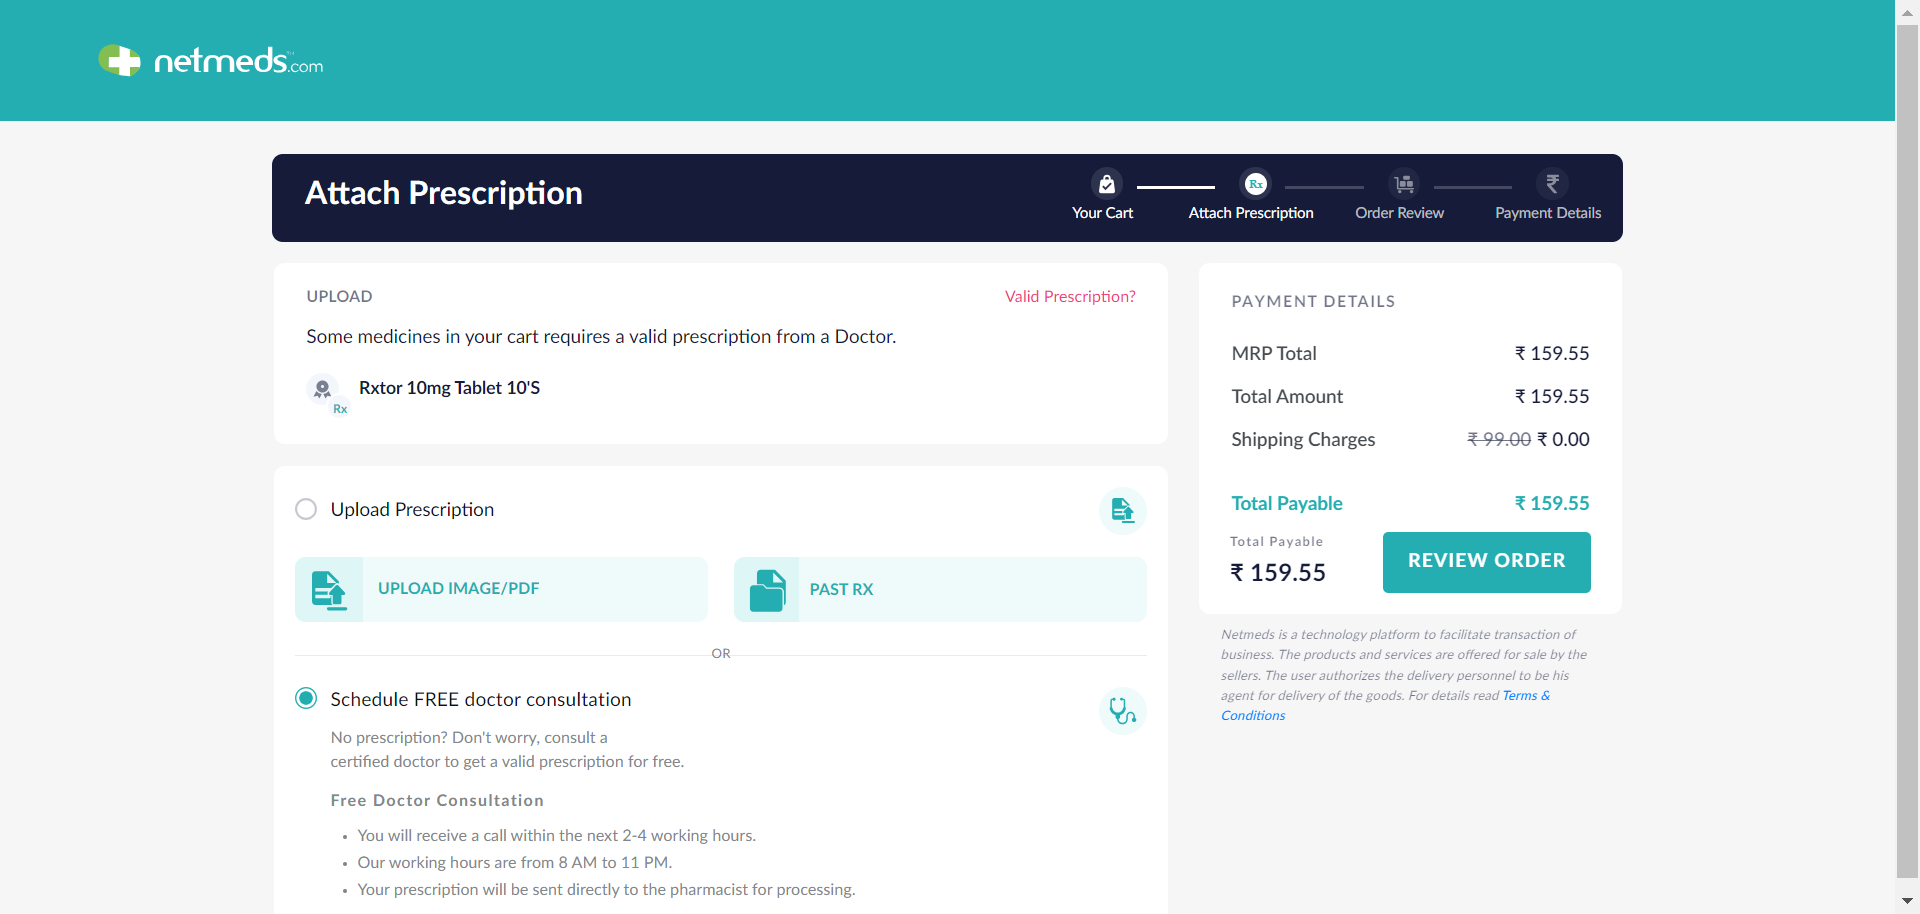 netmeds.com
Attach Prescription
Your Cart
Rx
Attach Prescription
Order Review
₹
Payment Details
UPLOAD
Valid Prescription?
Some medicines in your cart requires a valid prescription from a Doctor.
Rxtor 10mg Tablet 10'S
Rx
Upload Prescription
UPLOAD IMAGE/PDF
PAST RX
OR
Schedule FREE doctor consultation
No prescription? Don't worry, consult a
certified doctor to get a valid prescription for free.
Free Doctor Consultation
• You will receive a call within the next 2-4 working hours.
• Our working hours are from 8 AM to 11 PM.
• Your prescription will be sent directly to the pharmacist for processing.
PAYMENT DETAILS
MRP Total ₹ 159.55
Total Amount ₹ 159.55
Shipping Charges ₹ 99.00 ₹ 0.00
Total Payable ₹ 159.55
Total Payable
₹ 159.55
REVIEW ORDER
Netmeds is a technology platform to facilitate transaction of
business. The products and services are offered for sale by the
sellers. The user authorizes the delivery personnel to be his
agent for delivery of the goods. For details read Terms &
Conditions